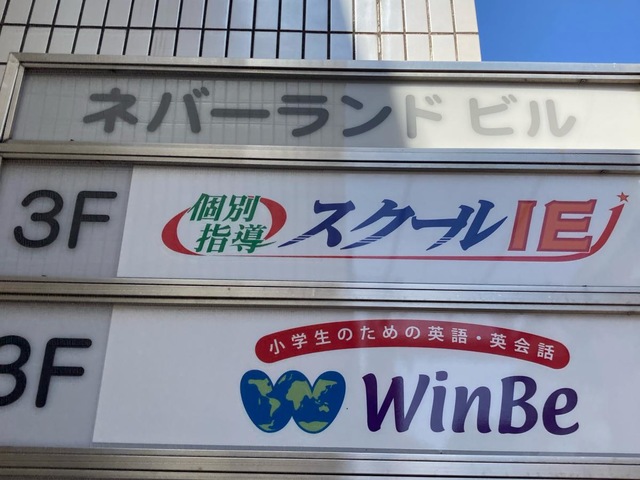 ネバーランド ビル
3F
個別
指導
スクールIE
3F
小学生のための英語・英会話
WinBe